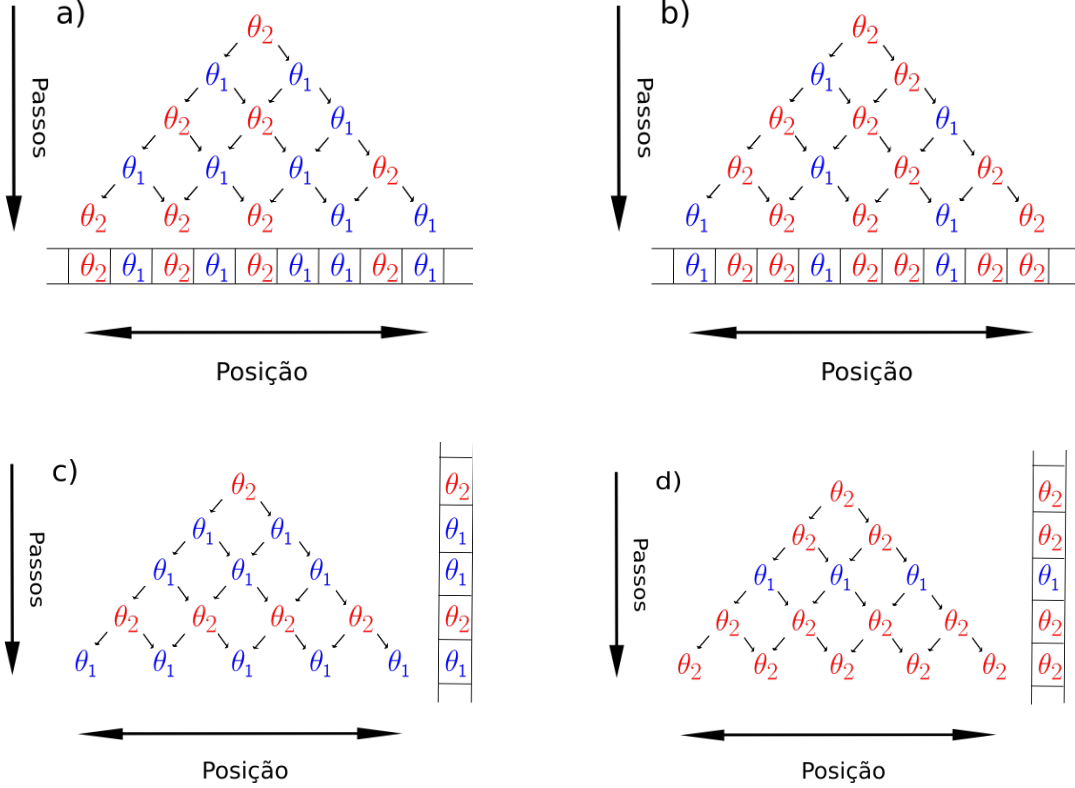 a)
Passos
θ₂
θ₁ θ₁
θ₂ θ₂ θ₁
θ₁ θ₁ θ₁ θ₂
θ₂ θ₂ θ₂ θ₁ θ₁
θ₂ θ₁ θ₂ θ₁ θ₂ θ₁ θ₁ θ₂ θ₁
Posição
b)
Passos
θ₂
θ₁ θ₂
θ₂ θ₂ θ₁
θ₂ θ₁ θ₂ θ₂
θ₁ θ₂ θ₂ θ₁ θ₂
θ₁ θ₂ θ₂ θ₁ θ₂ θ₂ θ₁ θ₂ θ₂
Posição
c)
Passos
θ₂
θ₁ θ₁
θ₁ θ₁ θ₁
θ₂ θ₂ θ₂ θ₂
θ₁ θ₁ θ₁ θ₁ θ₁
θ₂
θ₁
θ₁
θ₂
θ₁
Posição
d)
Passos
θ₂
θ₂ θ₂
θ₁ θ₁ θ₁
θ₂ θ₂ θ₂ θ₂
θ₂ θ₂ θ₂ θ₂ θ₂
θ₂
θ₂
θ₁
θ₂
θ₂
Posição